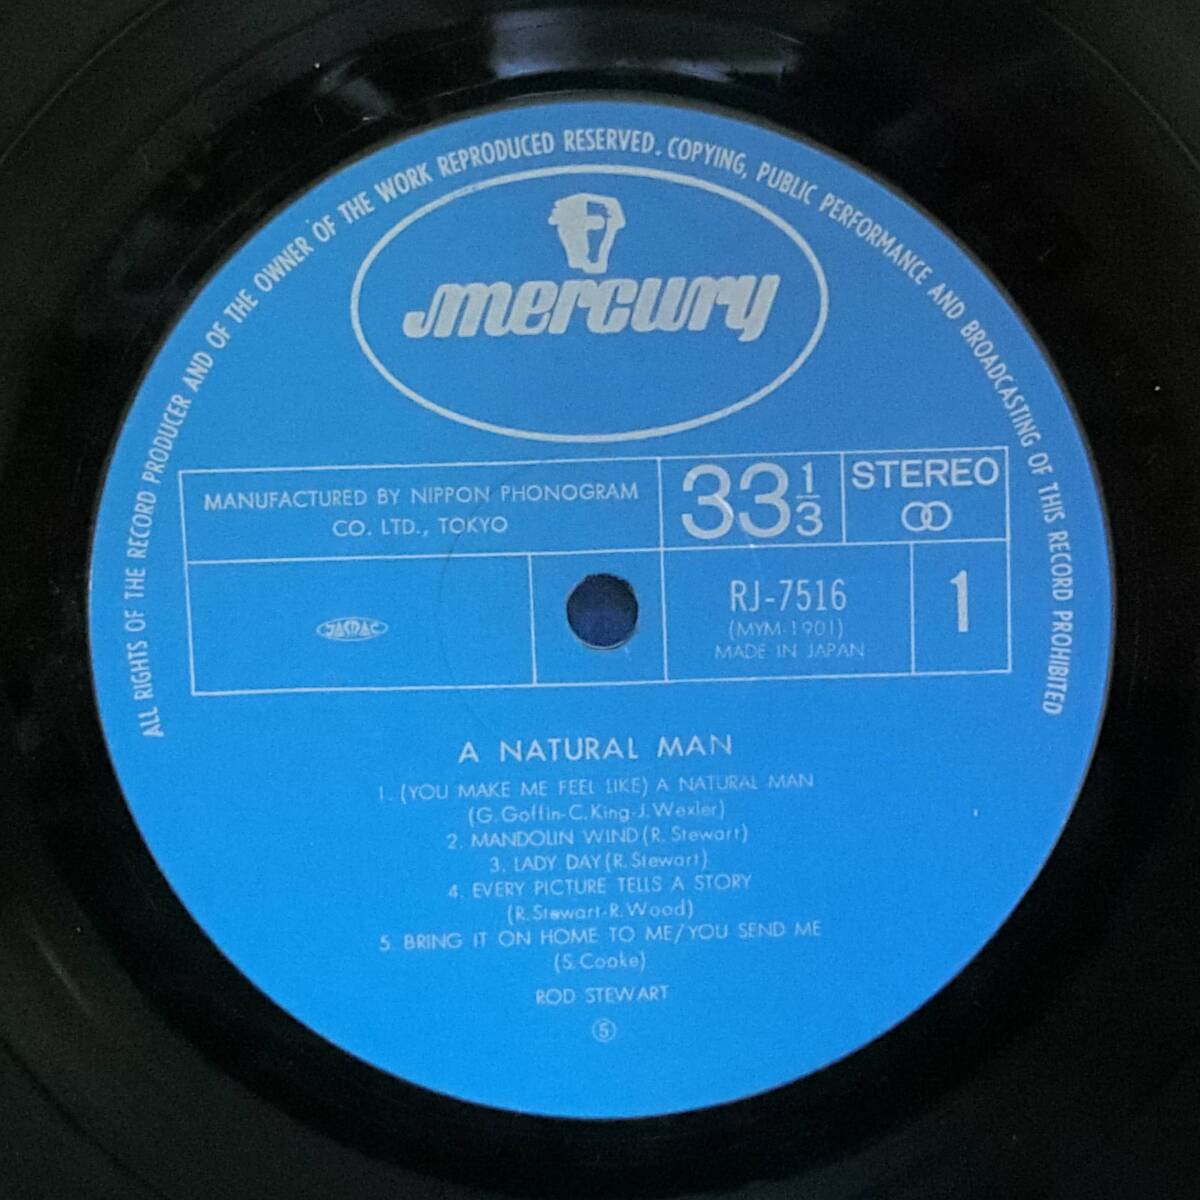 ALL RIGHTS OF THE RECORD PRODUCER AND OF THE OWNER OF THE WORK REPRODUCED RESERVED. COPYING, PUBLIC PERFORMANCE AND BROADCASTING OF THIS RECORD PROHIBITED
mercury
MANUFACTURED BY NIPPON PHONOGRAM
CO. LTD., TOKYO
33 1/3
STEREO
JASRAC
RJ-7516
(MYM-1901)
MADE IN JAPAN
1
A NATURAL MAN
1. (YOU MAKE ME FEEL LIKE) A NATURAL MAN
(G. Goffin-C. King-J. Wexler)
2. MANDOLIN WIND (R. Stewart)
3. LADY DAY (R. Stewart)
4. EVERY PICTURE TELLS A STORY
(R. Stewart-R. Wood)
5. BRING IT ON HOME TO ME/YOU SEND ME
(S. Cooke)
ROD STEWART
⑤